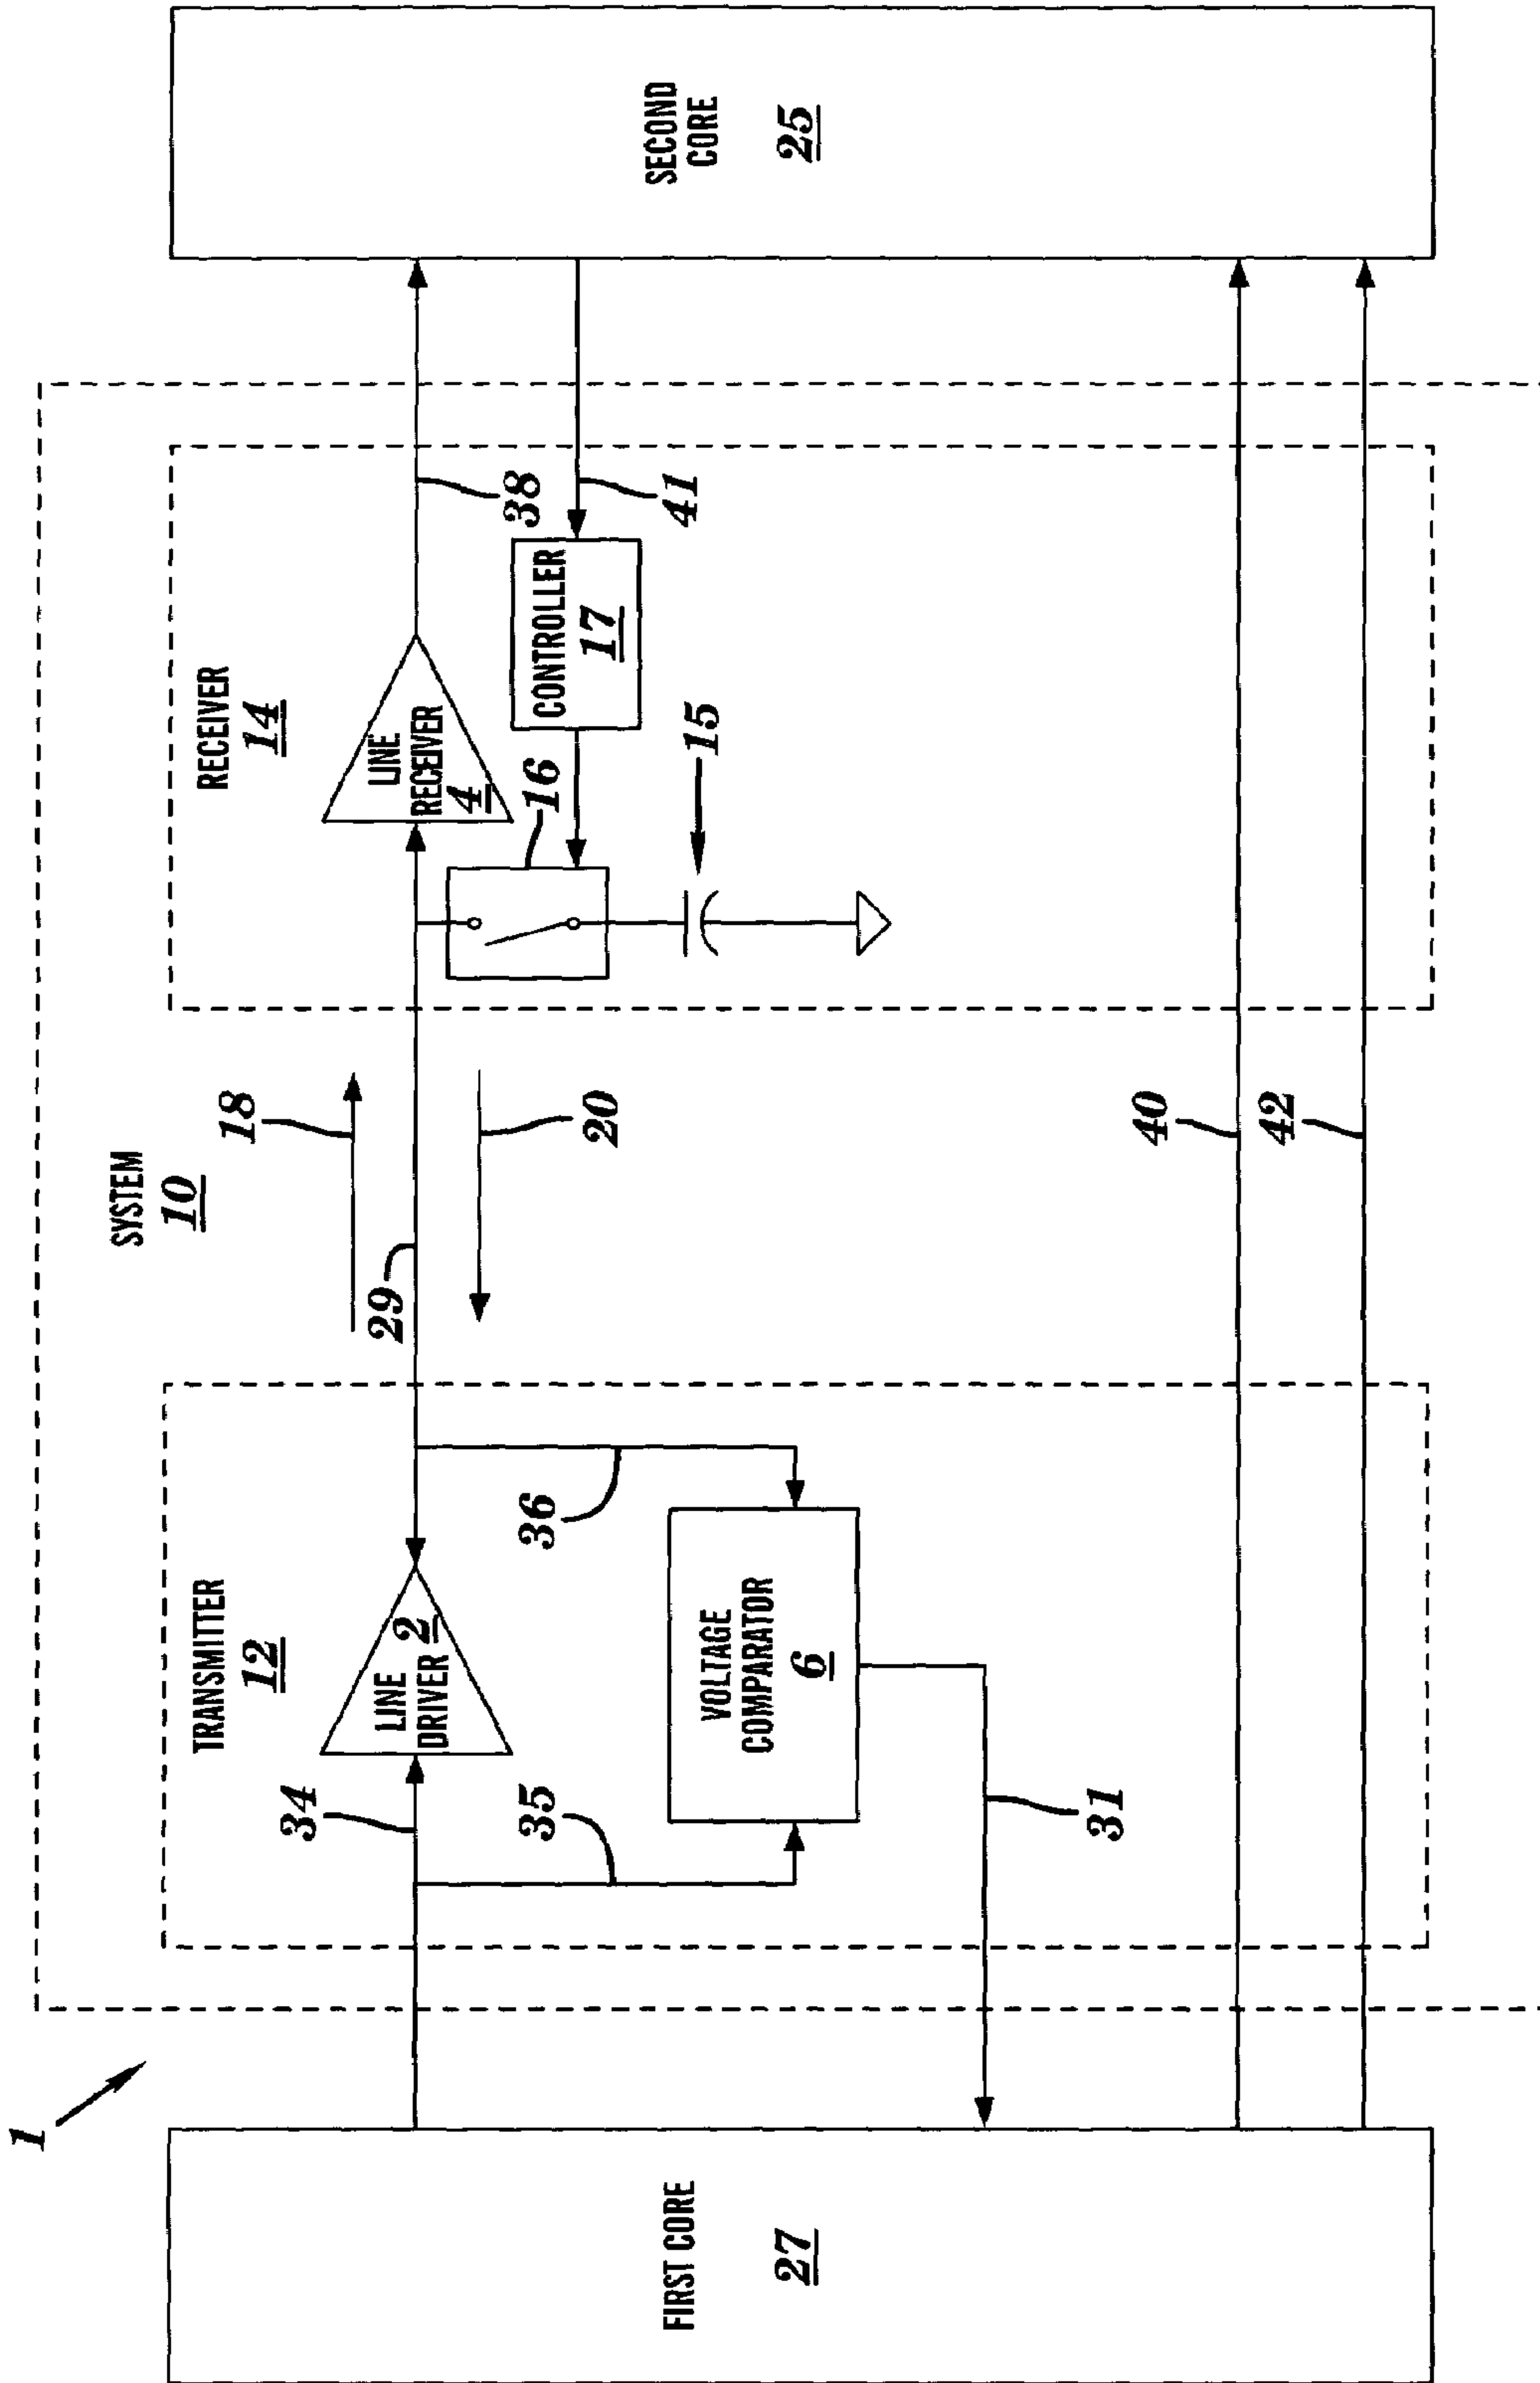 1
SYSTEM
10
FIRST CORE
27
TRANSMITTER
12
34
LINE
DRIVER 2
35
36
VOLTAGE
COMPARATOR
6
31
18
29
20
40
42
RECEIVER
14
LINE
RECEIVER
4
38
16
CONTROLLER
17
41
15
SECOND
CORE
25